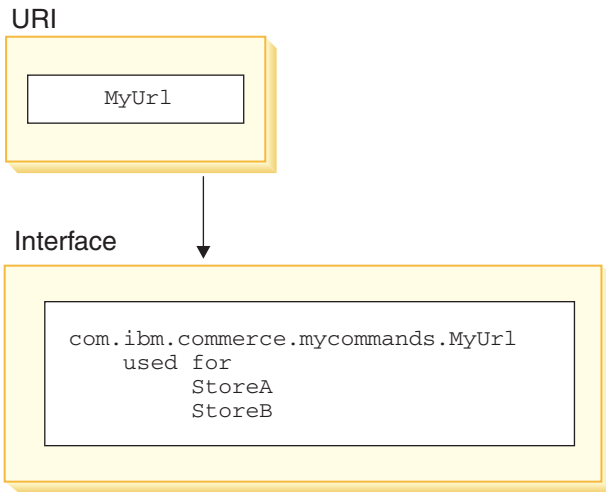 URI
MyUrl
Interface
com.ibm.commerce.mycommands.MyUrl
used for
StoreA
StoreB